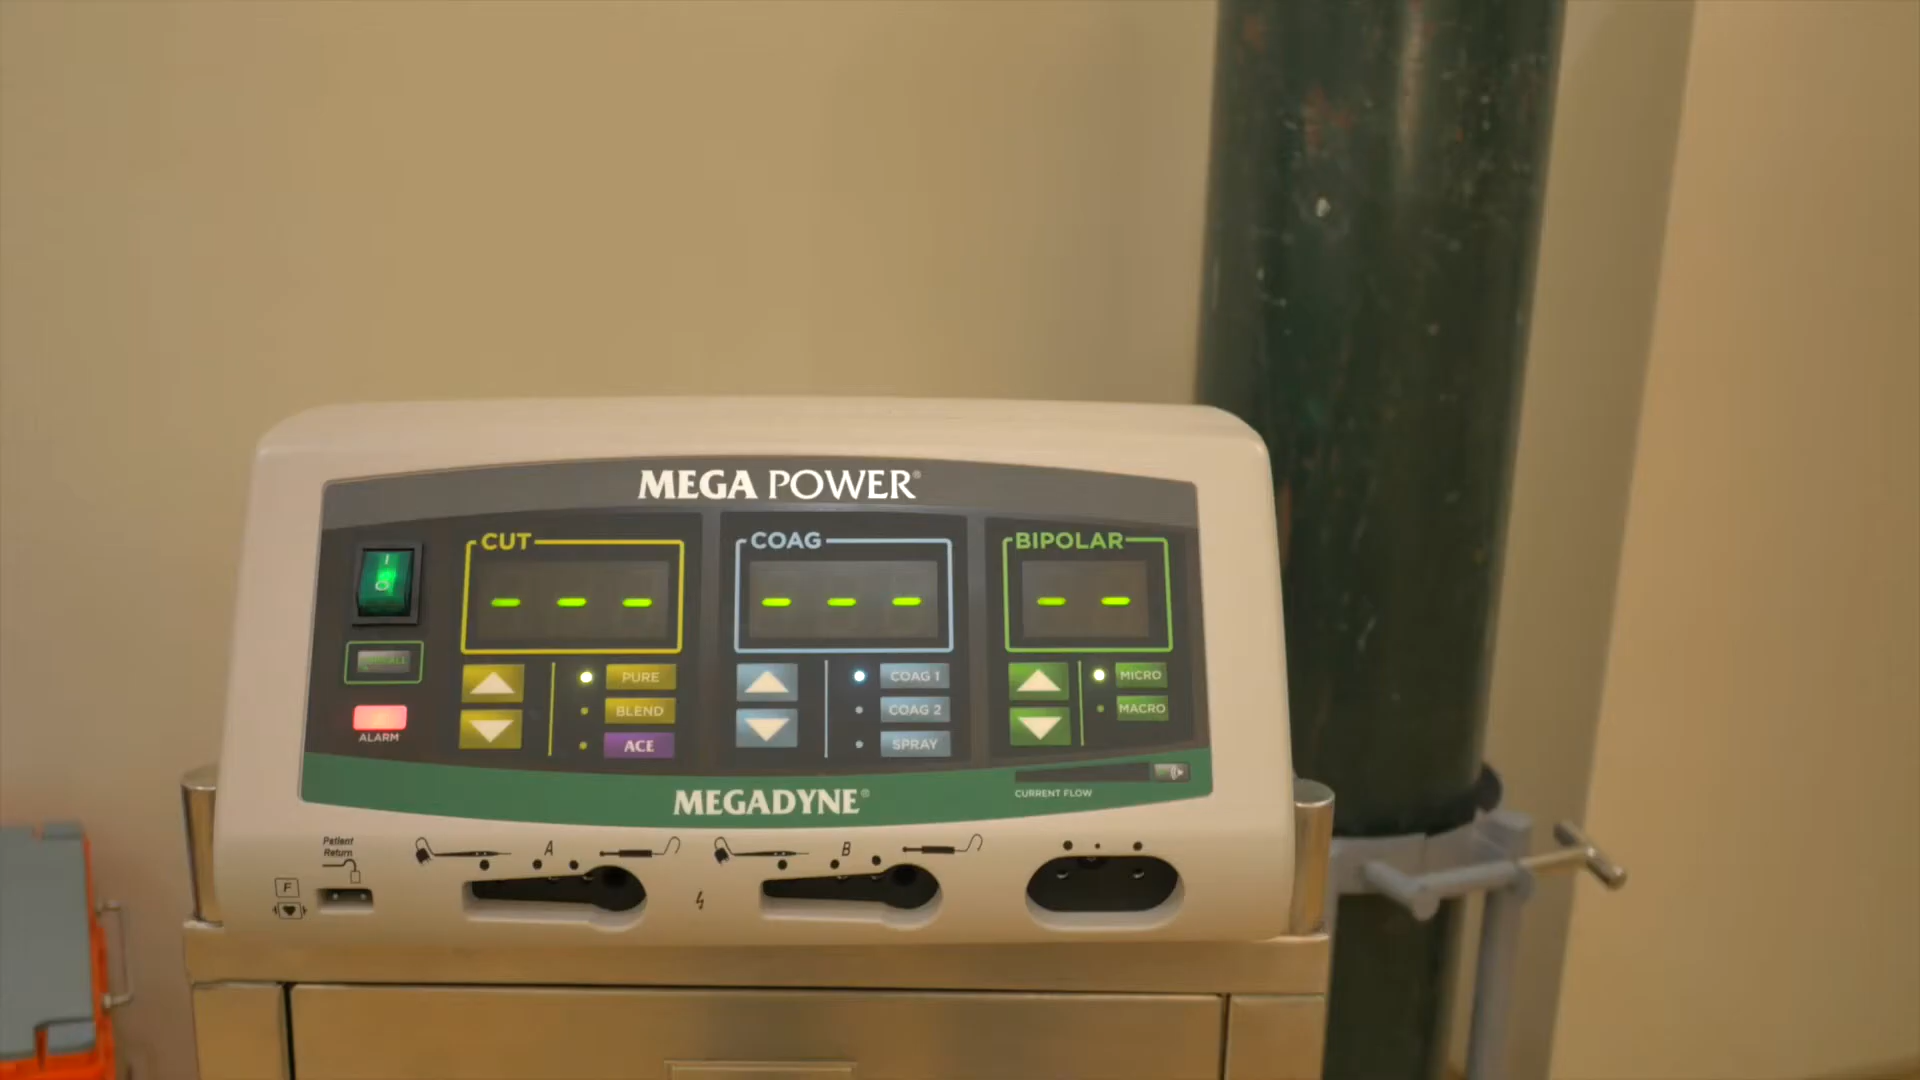 MEGA POWER®
CUT
COAG
BIPOLAR
I
O
– – –
– – –
– –
PURE
BLEND
ACE
COAG 1
COAG 2
SPRAY
MICRO
MACRO
ALARM
MEGADYNE®
CURRENT FLOW
Patient
Return
A
B
F